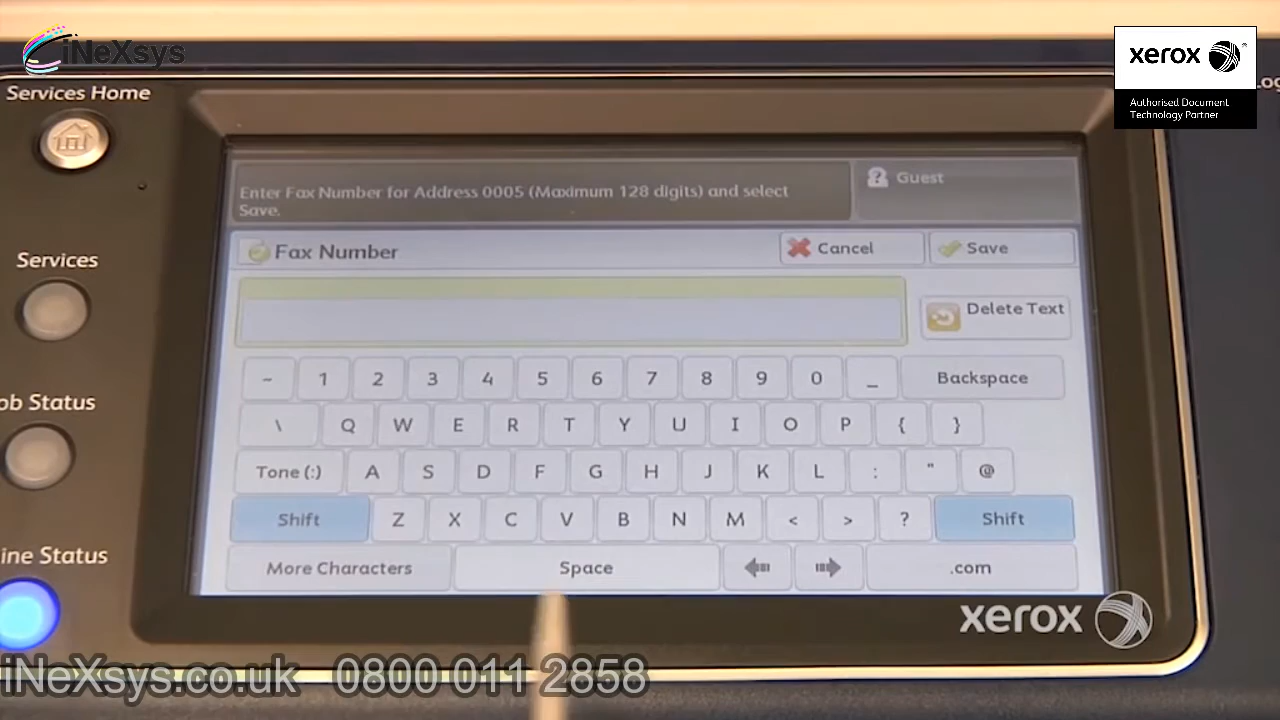 iNeXsys
xerox
Authorised Document
Technology Partner
Services Home
Services
ob Status
ine Status
Log
Enter Fax Number for Address 0005 (Maximum 128 digits) and select
Save.
Guest
Fax Number
Cancel
Save
Delete Text
- 1 2 3 4 5 6 7 8 9 0 _ Backspace
\ Q W E R T Y U I O P { }
Tone (:) A S D F G H J K L : " @
Shift Z X C V B N M < > ? Shift
More Characters Space .com
xerox
iNeXsys.co.uk 0800 011 2858